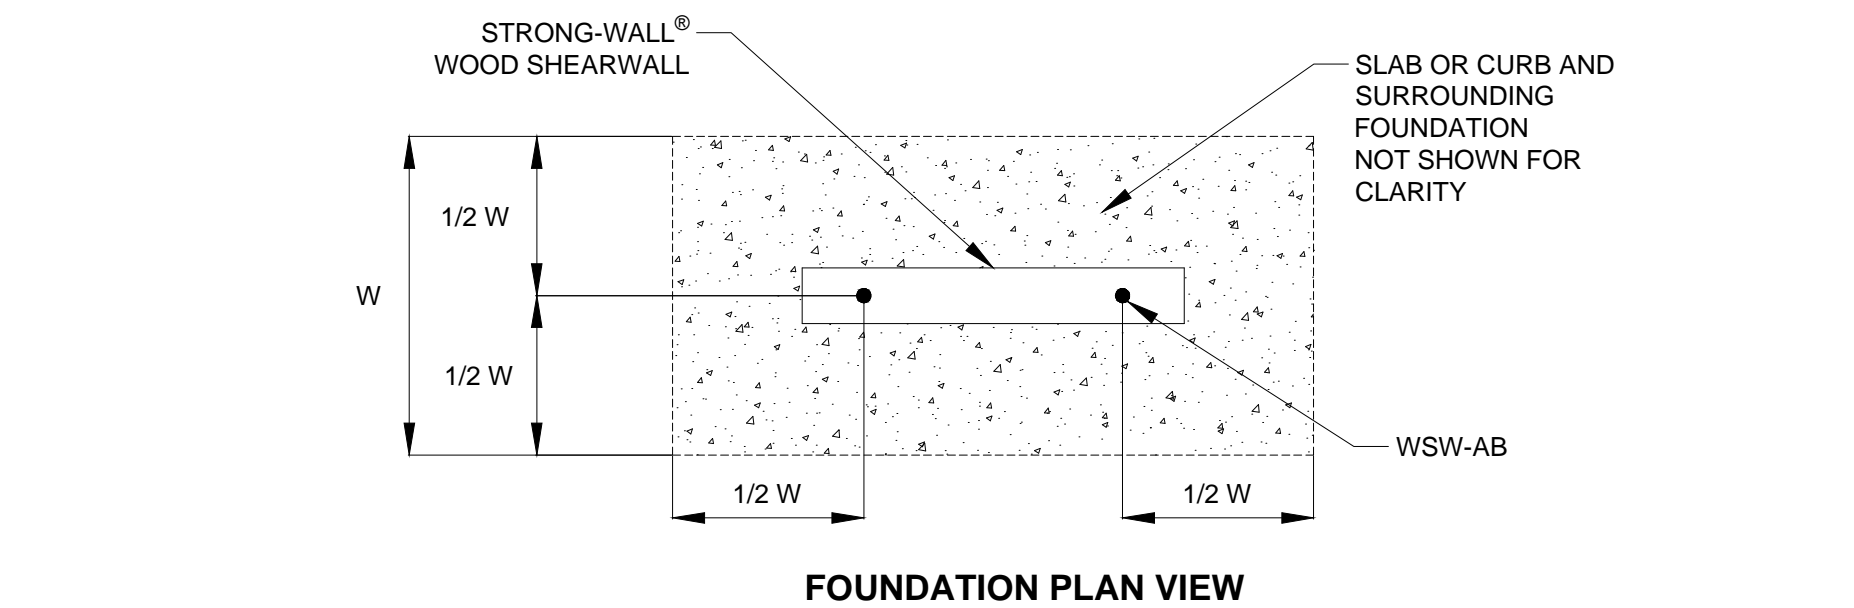 STRONG-WALL®
WOOD SHEARWALL
SLAB OR CURB AND
SURROUNDING
FOUNDATION
NOT SHOWN FOR
CLARITY
1/2 W
W
1/2 W
WSW-AB
1/2 W
1/2 W
FOUNDATION PLAN VIEW